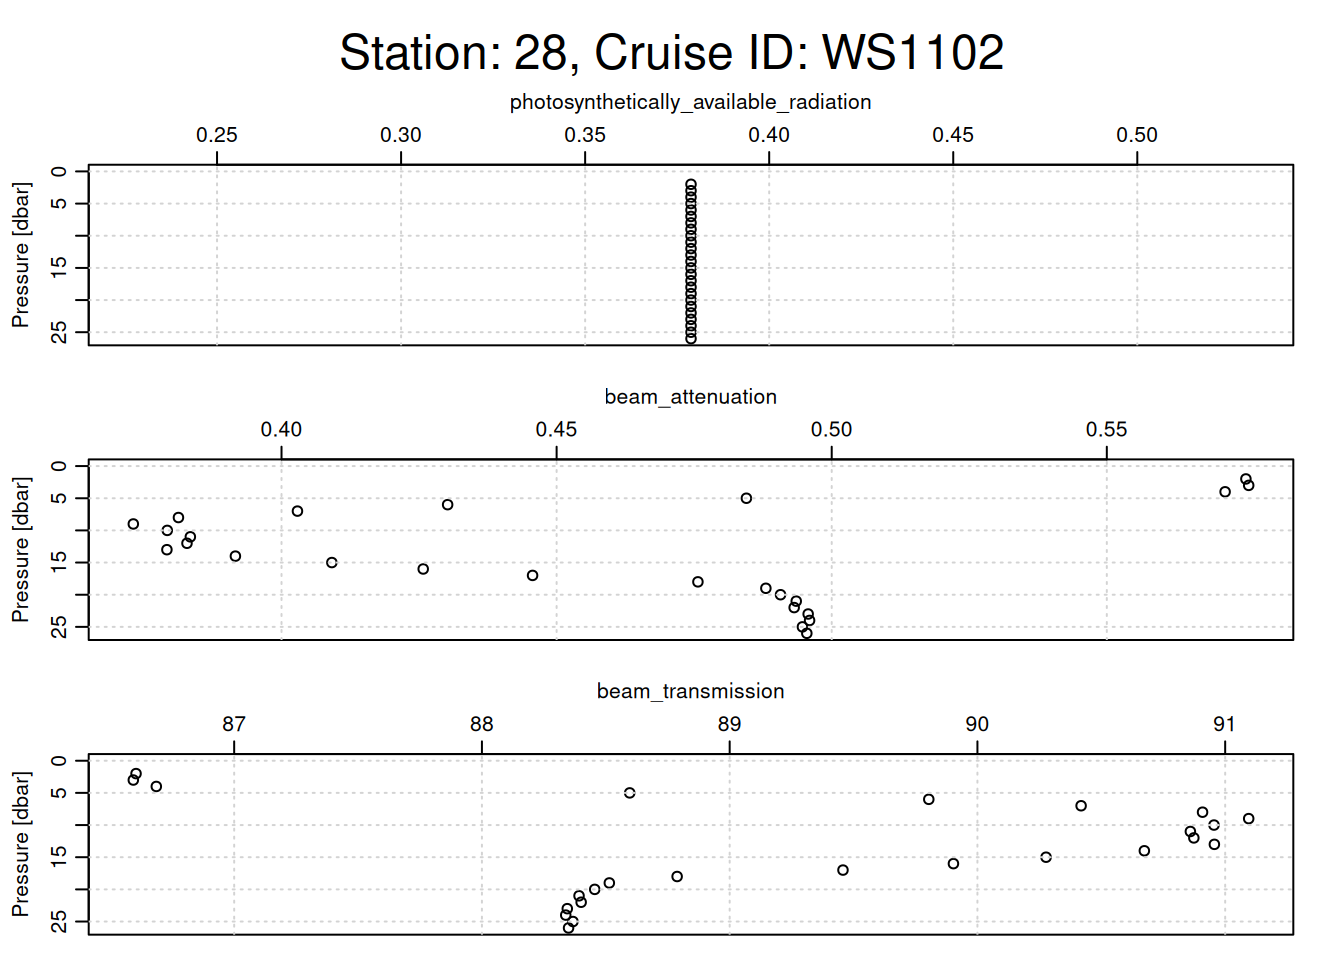 Station: 28, Cruise ID: WS1102
photosynthetically_available_radiation
0.25 0.30 0.35 0.40 0.45 0.50
Pressure [dbar]
0
5
15
25
beam_attenuation
0.40 0.45 0.50 0.55
Pressure [dbar]
0
5
15
25
beam_transmission
87 88 89 90 91
Pressure [dbar]
0
5
15
25